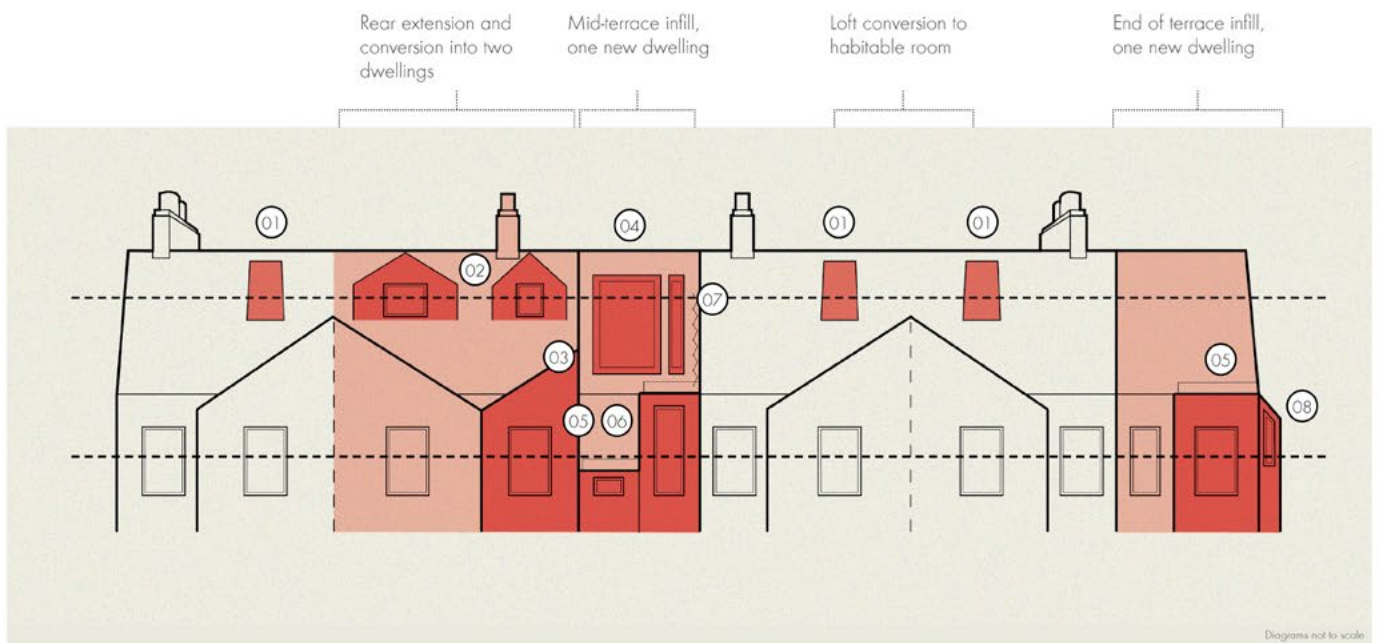 Rear extension and
conversion into two
dwellings
Mid-terrace infill,
one new dwelling
Loft conversion to
habitable room
End of terrace infill,
one new dwelling
01
04
01
01
02
07
03
05
05
06
08
Diagrams not to scale